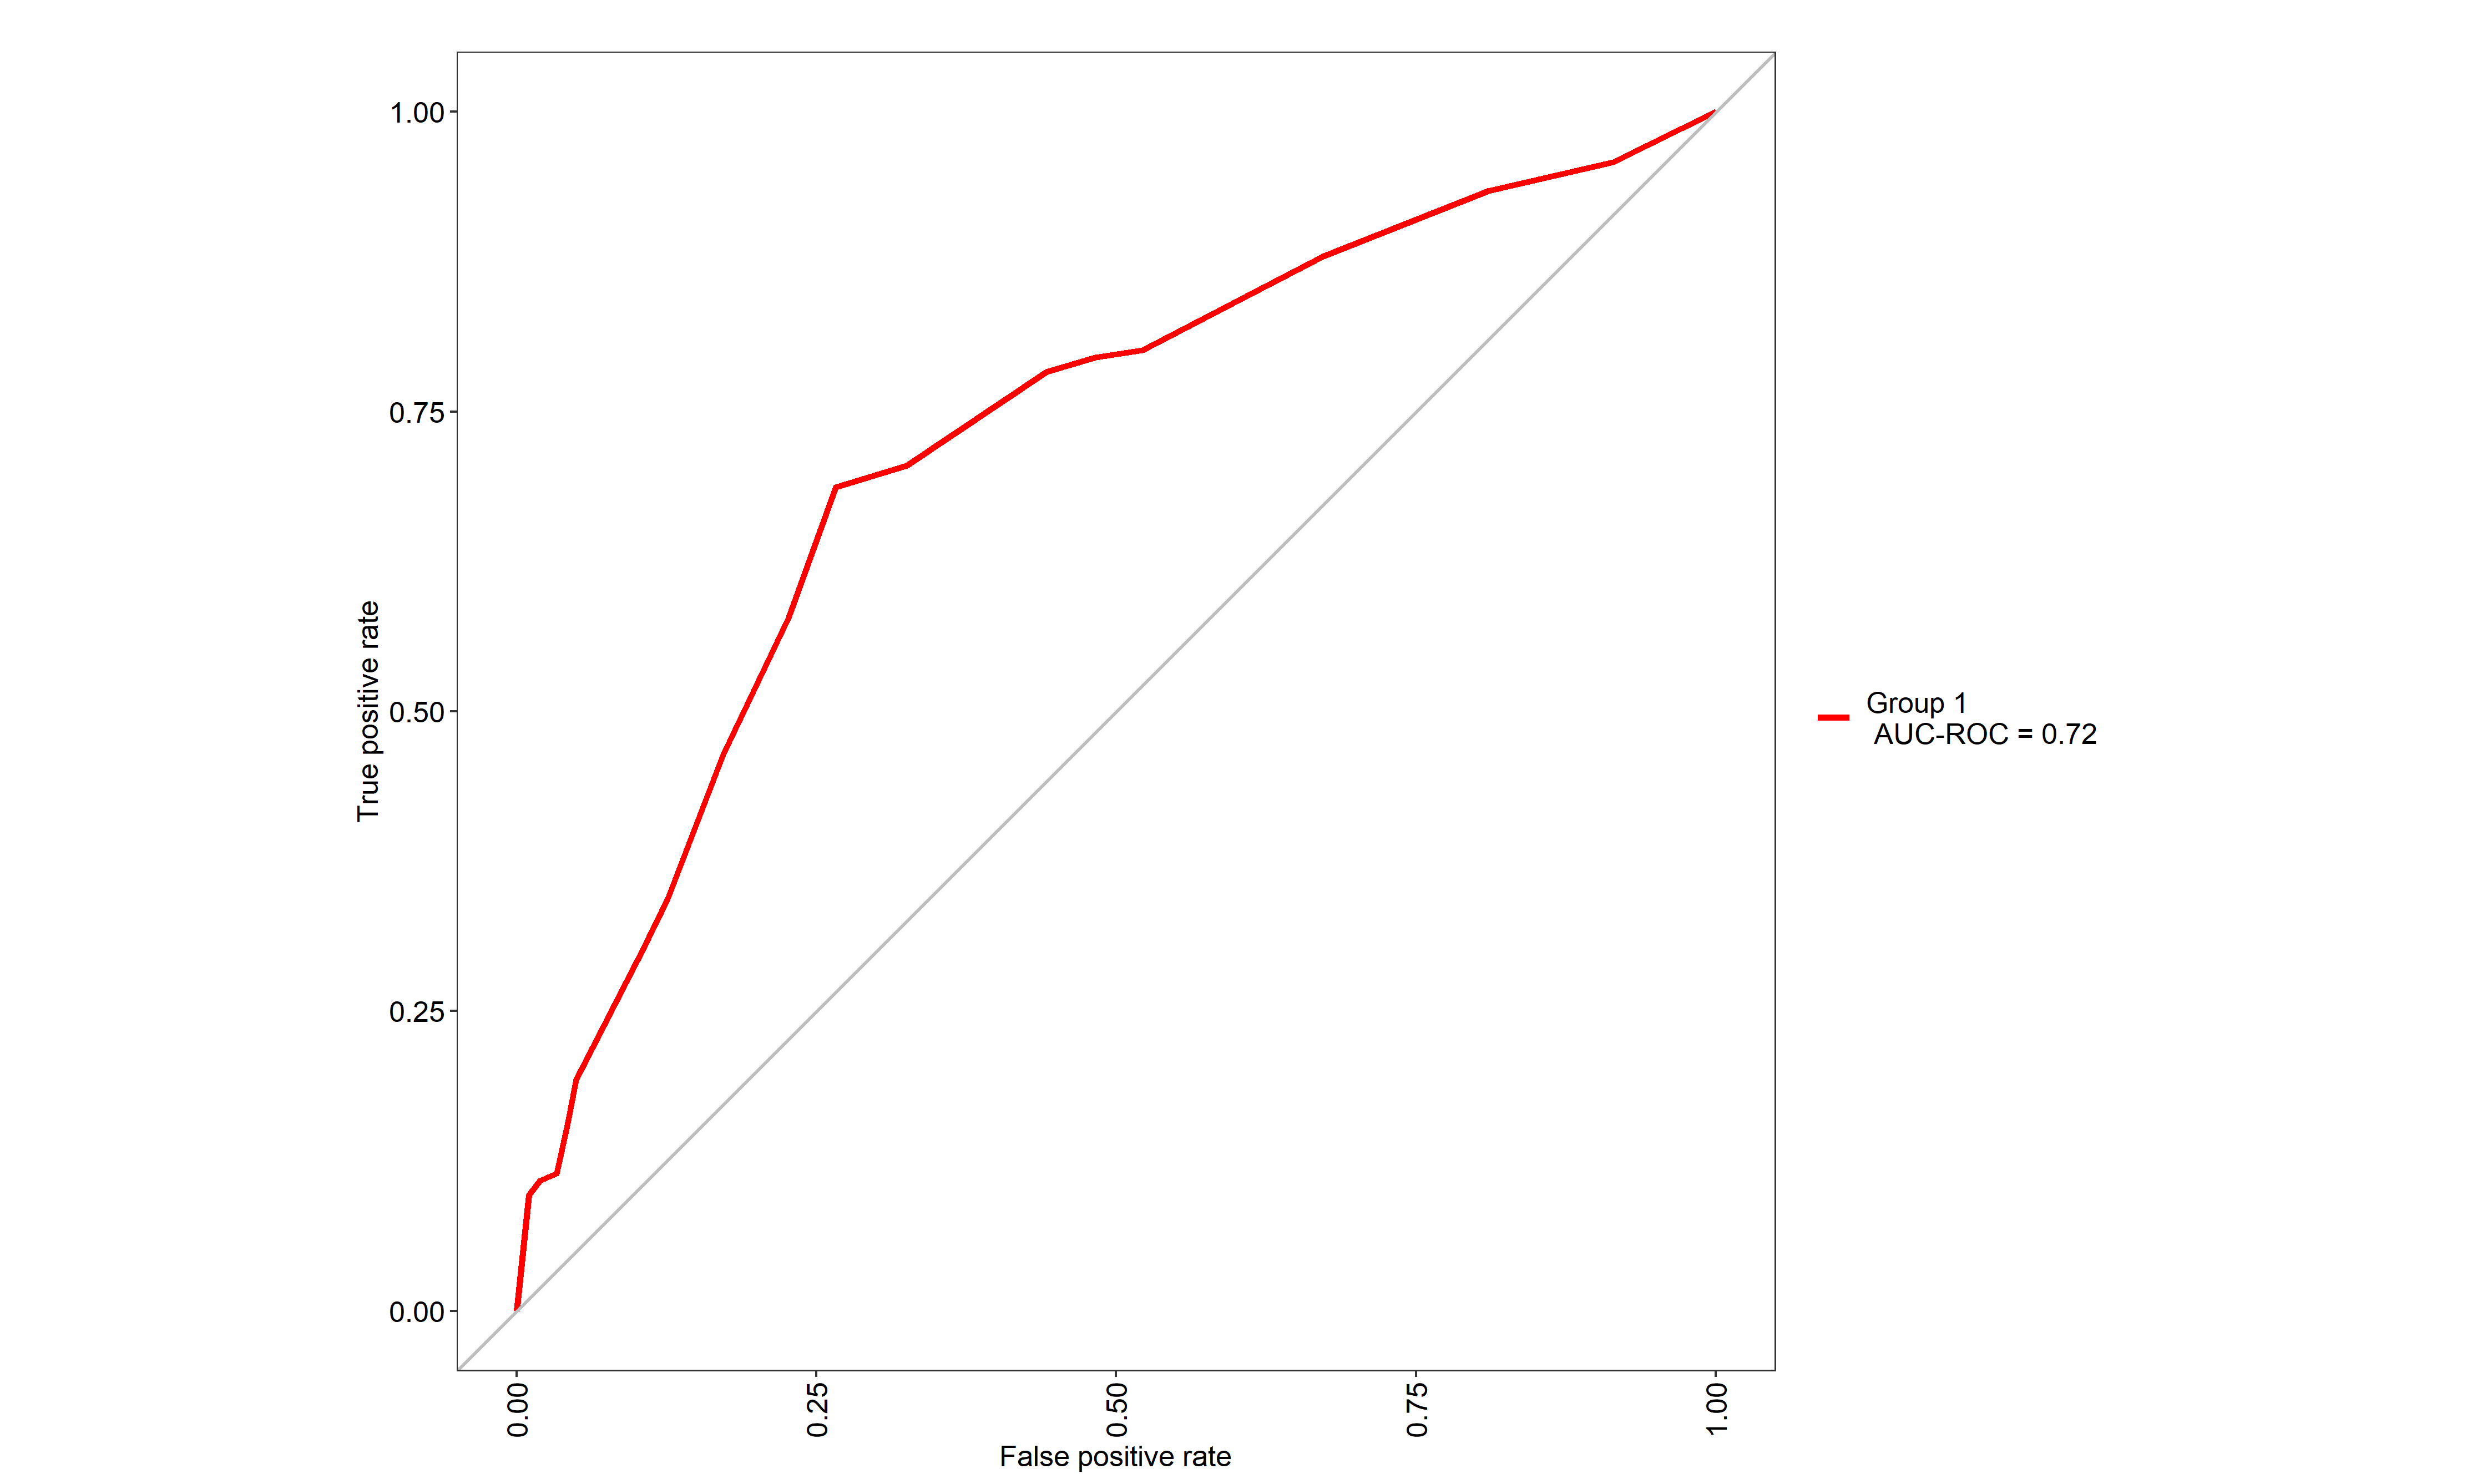 1.00
0.75
0.50
0.25
0.00
True positive rate
0.00
0.25
0.50
0.75
1.00
False positive rate
Group 1
AUC-ROC = 0.72